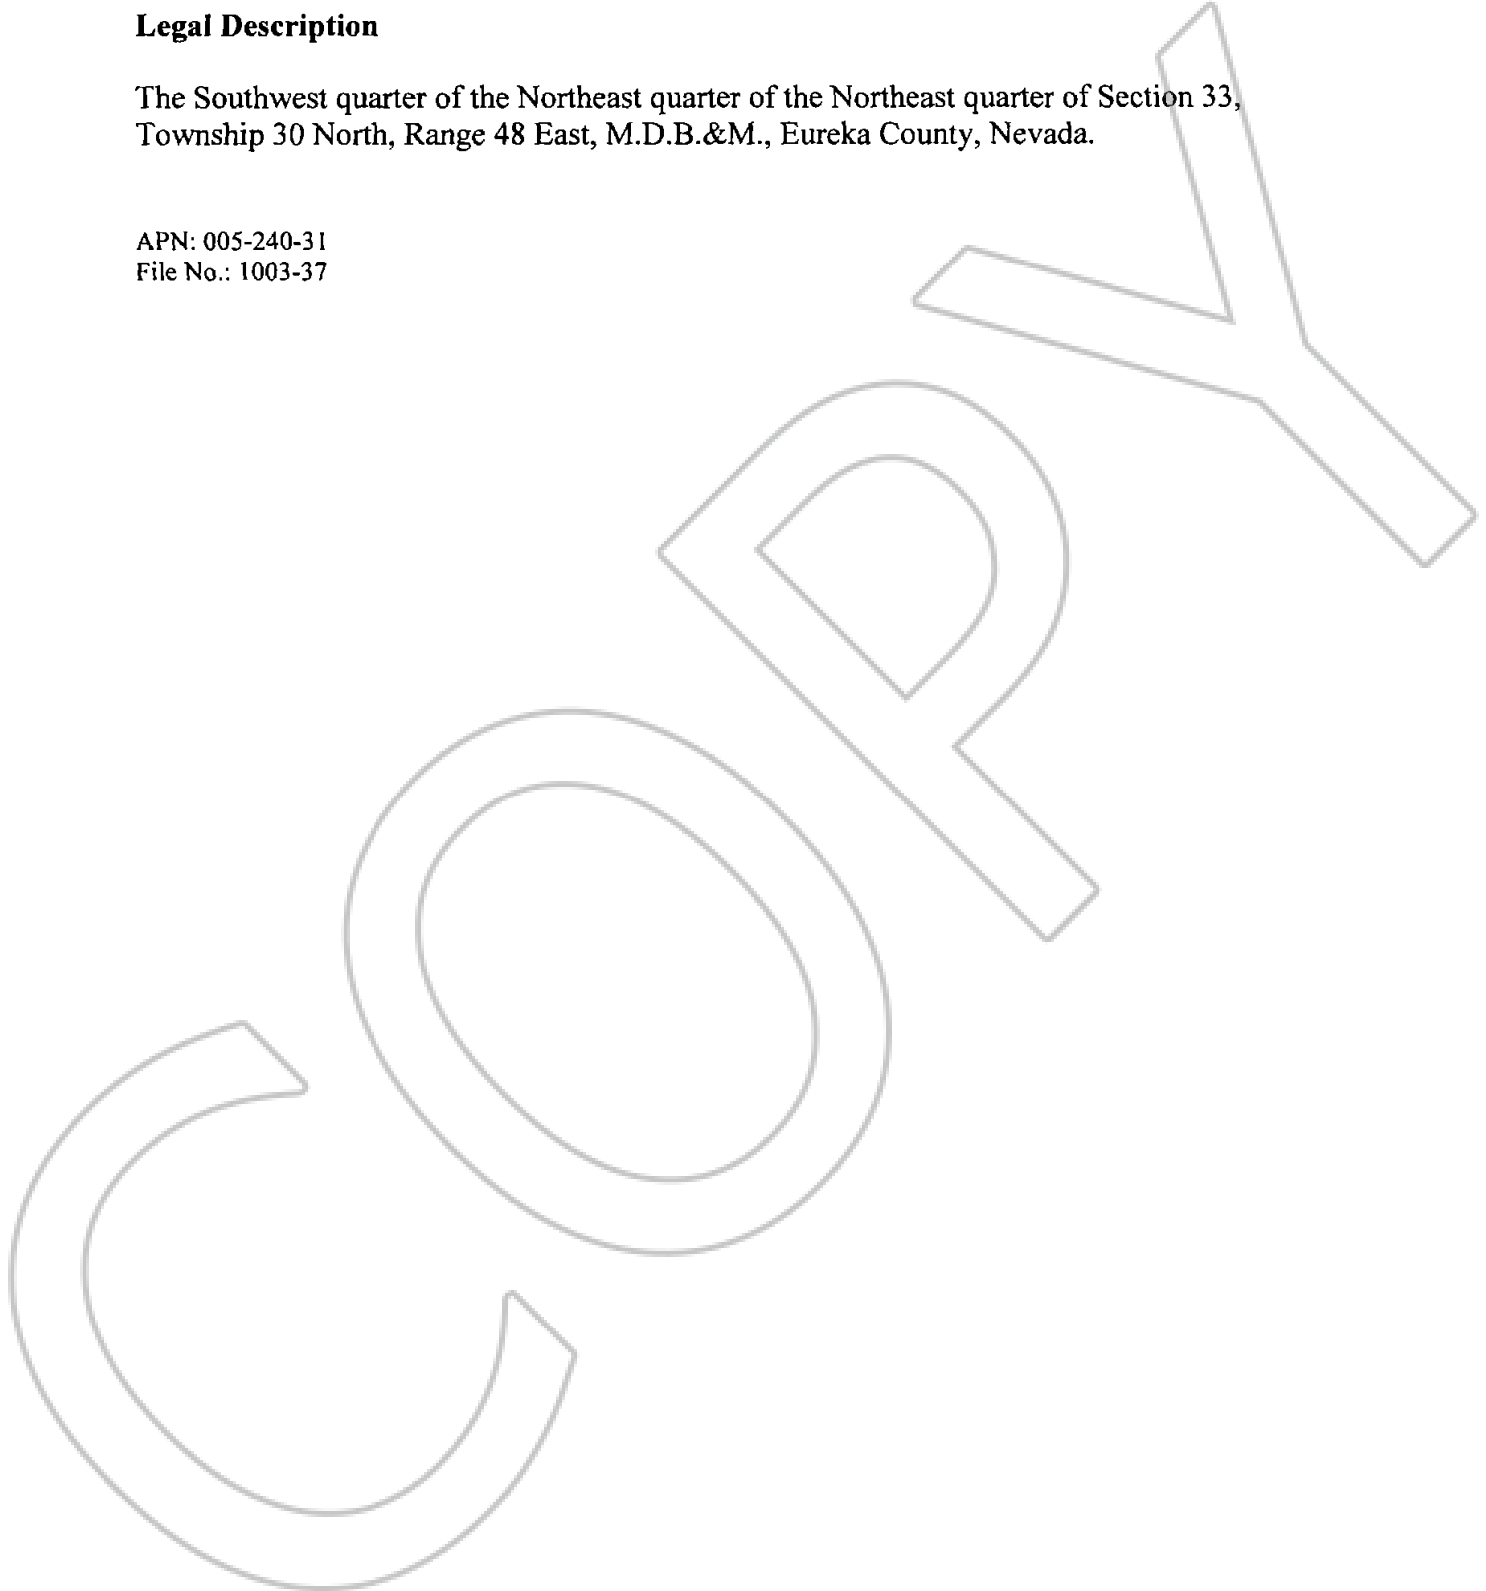 Legal Description
The Southwest quarter of the Northeast quarter of the Northeast quarter of Section 33,
Township 30 North, Range 48 East, M.D.B.&M., Eureka County, Nevada.
APN: 005-240-31
File No.: 1003-37
COPY